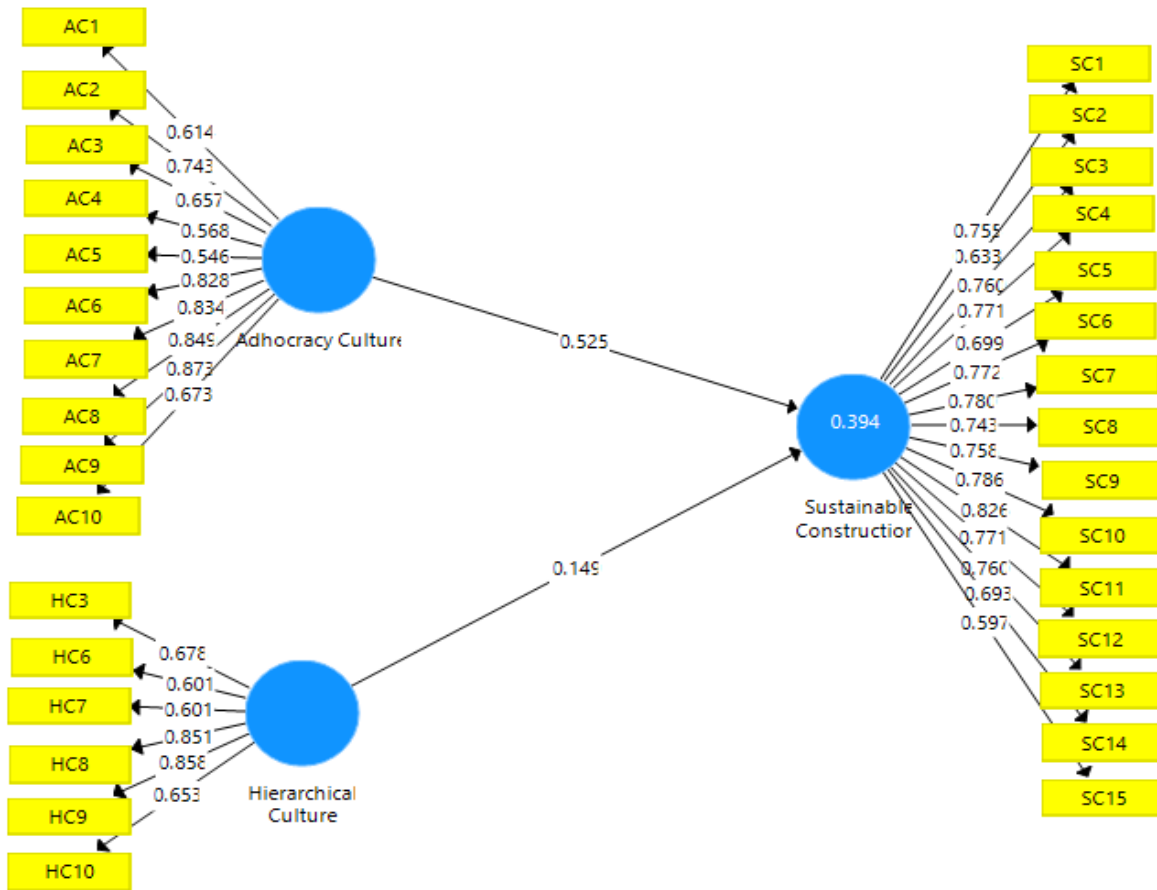 AC1
AC2
AC3
AC4
AC5
AC6
AC7
AC8
AC9
AC10
0.614
0.743
0.657
0.568
0.546
0.828
0.834
0.849
0.873
0.673
Adhocracy Culture
0.525
HC3
HC6
HC7
HC8
HC9
HC10
0.678
0.601
0.601
0.851
0.858
0.653
Hierarchical
Culture
0.149
0.394
Sustainable
Construction
0.755
0.633
0.760
0.771
0.699
0.772
0.780
0.743
0.758
0.786
0.826
0.771
0.760
0.693
0.597
SC1
SC2
SC3
SC4
SC5
SC6
SC7
SC8
SC9
SC10
SC11
SC12
SC13
SC14
SC15